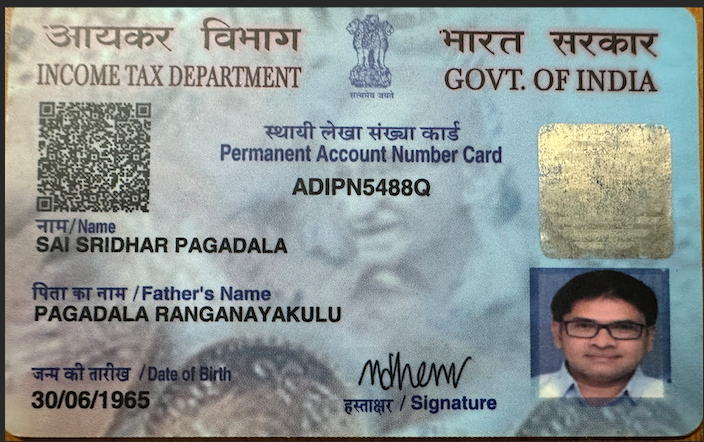 आयकर विभाग
INCOME TAX DEPARTMENT
सत्यमेव जयते
भारत सरकार
GOVT. OF INDIA
स्थायी लेखा संख्या कार्ड
Permanent Account Number Card
ADIPN5488Q
नाम/Name
SAI SRIDHAR PAGADALA
पिता का नाम /Father's Name
PAGADALA RANGANAYAKULU
जन्म की तारीख /Date of Birth
30/06/1965
हस्ताक्षर / Signature